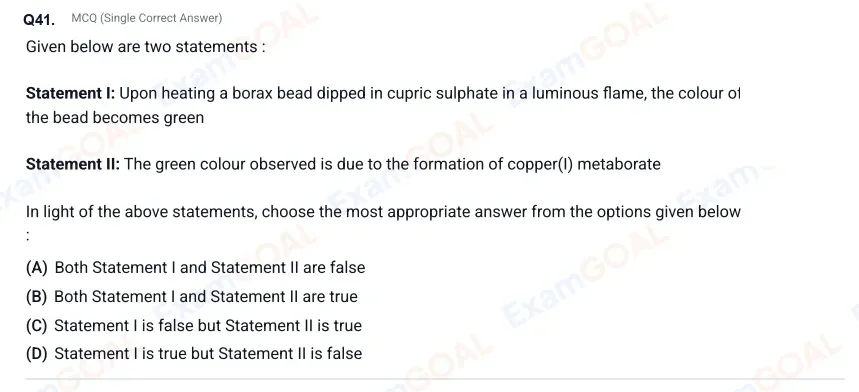 Q41. MCQ (Single Correct Answer)
Given below are two statements :
Statement I: Upon heating a borax bead dipped in cupric sulphate in a luminous flame, the colour of
the bead becomes green
Statement II: The green colour observed is due to the formation of copper(I) metaborate
In light of the above statements, choose the most appropriate answer from the options given below
:
(A) Both Statement I and Statement II are false
(B) Both Statement I and Statement II are true
(C) Statement I is false but Statement II is true
(D) Statement I is true but Statement II is false